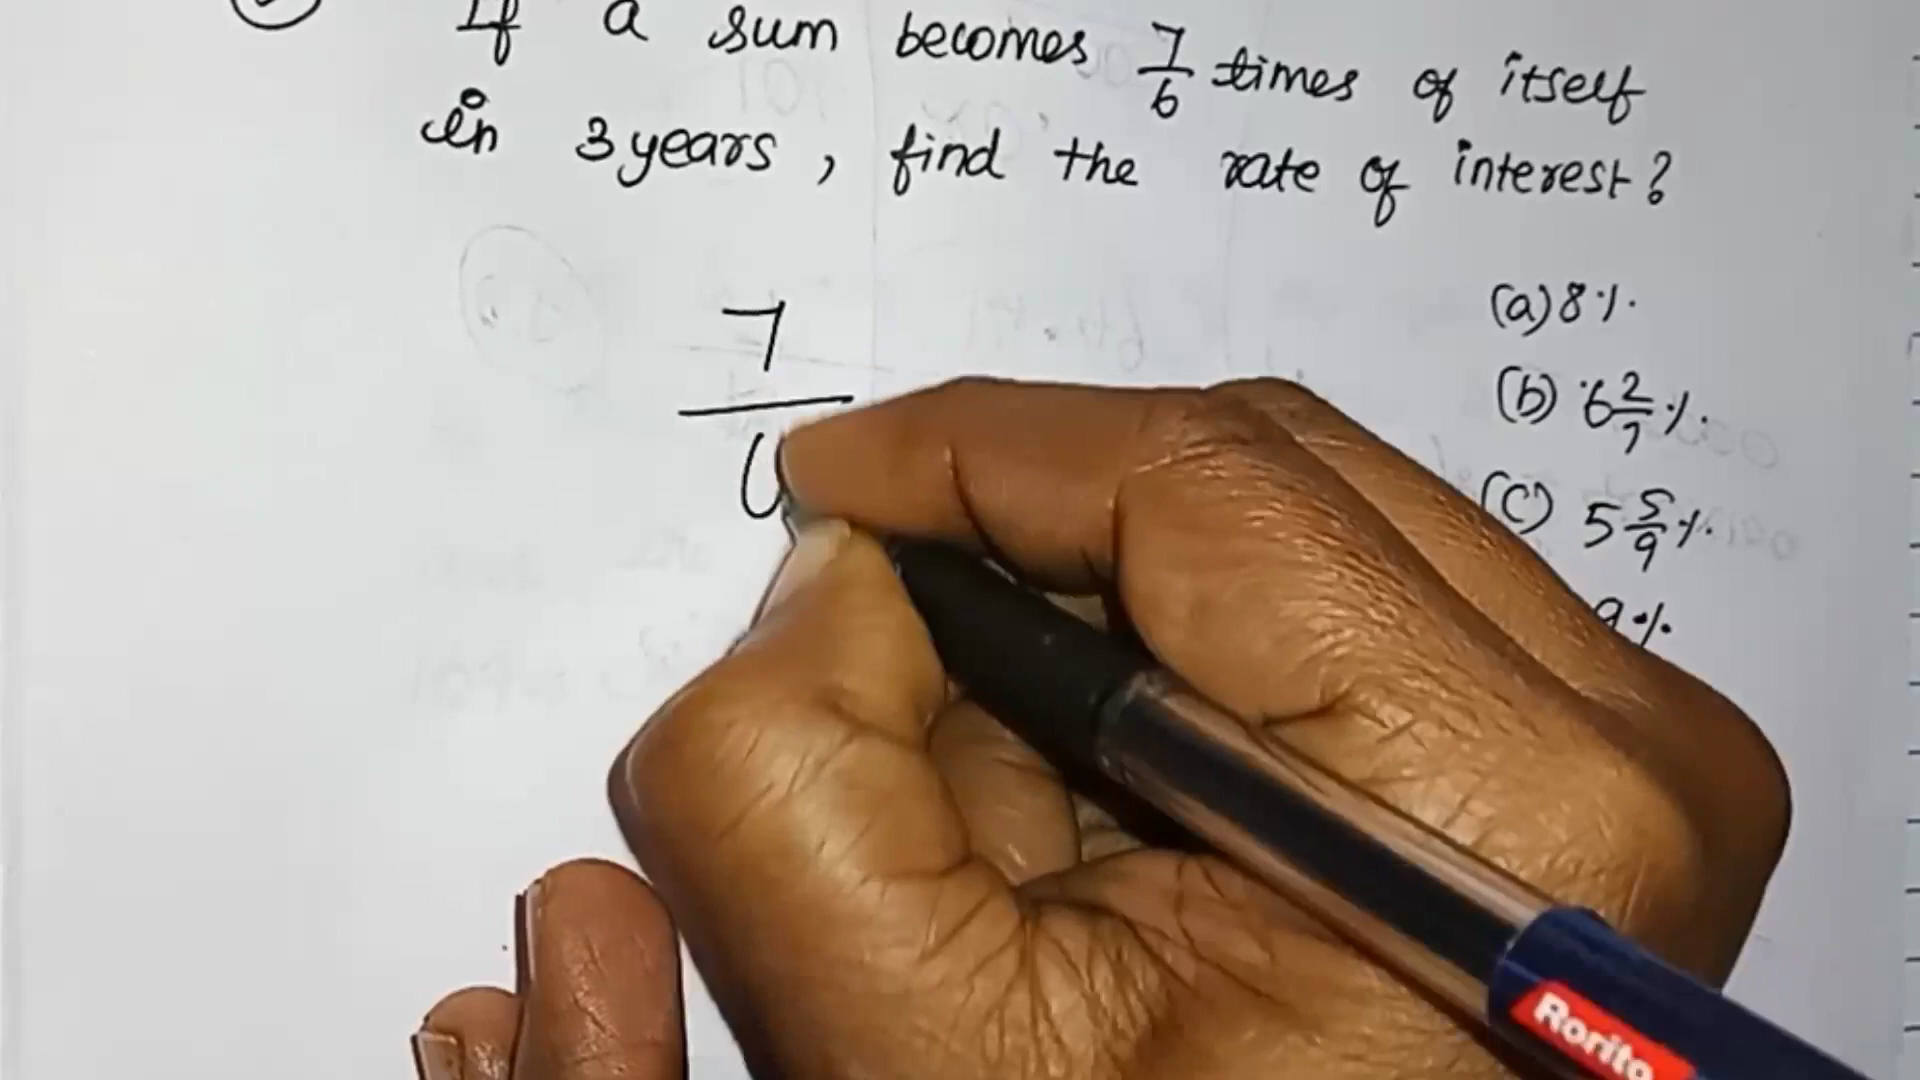 If a sum becomes 7/6 times of itself
in 3 years, find the rate of interest?
7
(a) 8%
(b) 6 2/7 %
(c) 5 5/9 %
9%
Rorito